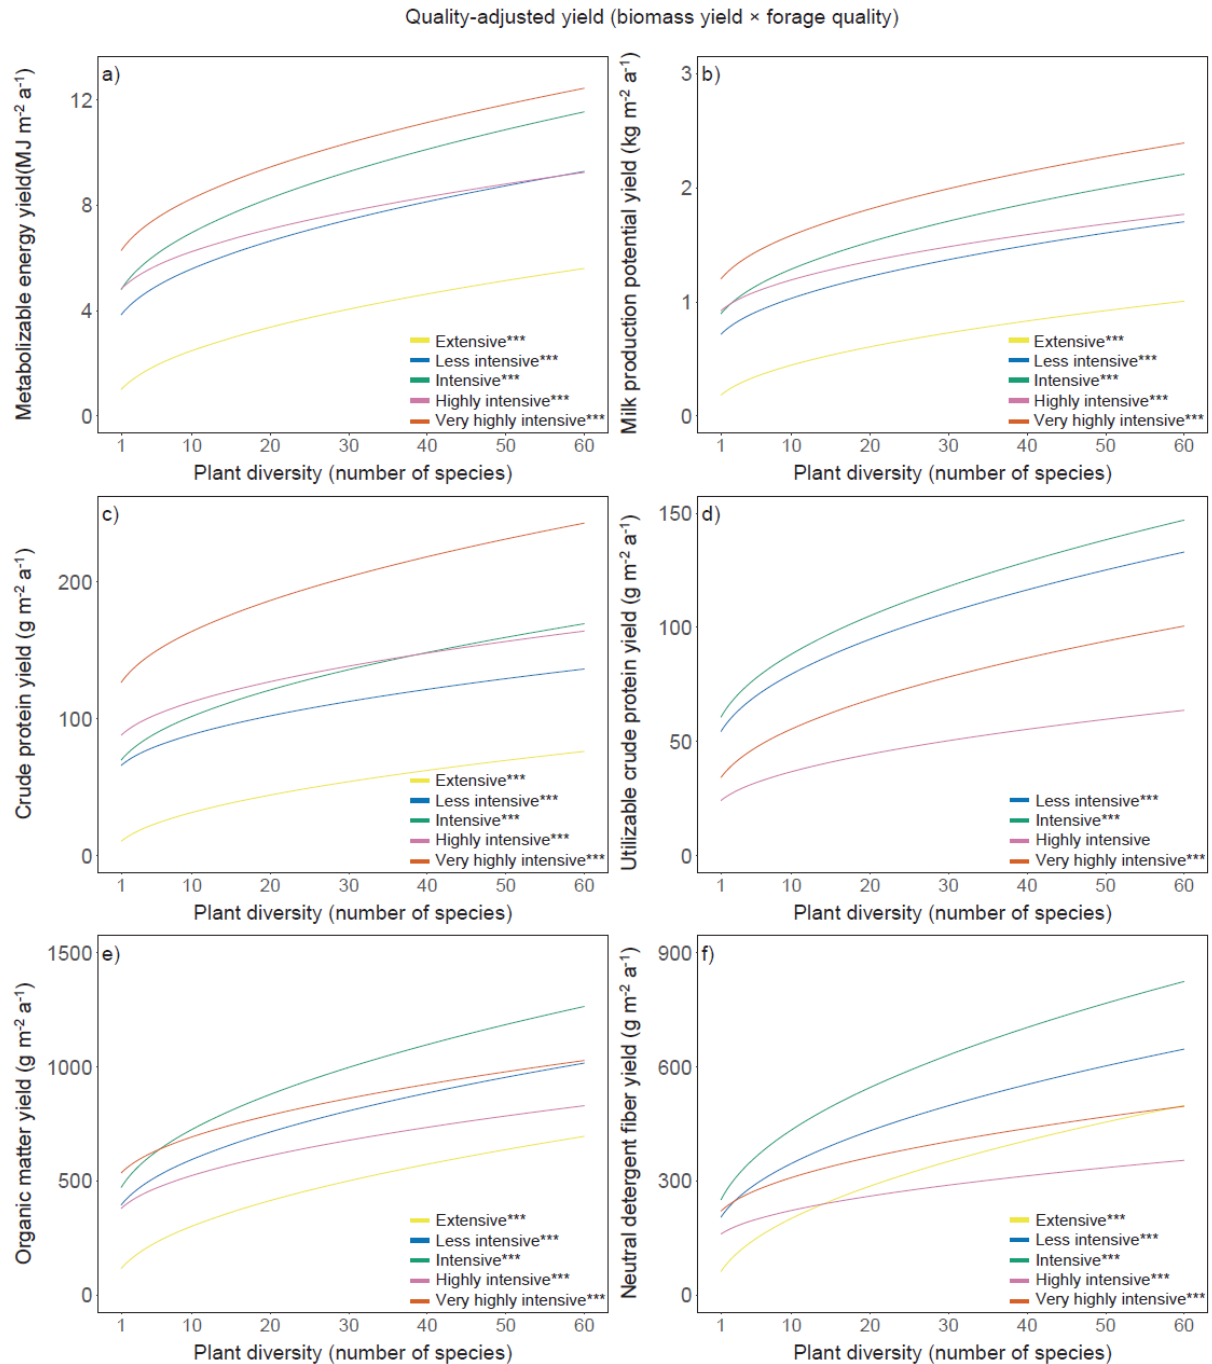 Quality-adjusted yield (biomass yield × forage quality)
a)
Metabolizable energy yield(MJ m-2 a-1)
12
8
4
0
Extensive***
Less intensive***
Intensive***
Highly intensive***
Very highly intensive***
1 10 20 30 40 50 60
Plant diversity (number of species)
b)
Milk production potential yield (kg m-2 a-1)
3
2
1
0
Extensive***
Less intensive***
Intensive***
Highly intensive***
Very highly intensive***
1 10 20 30 40 50 60
Plant diversity (number of species)
c)
Crude protein yield (g m-2 a-1)
200
100
0
Extensive***
Less intensive***
Intensive***
Highly intensive***
Very highly intensive***
1 10 20 30 40 50 60
Plant diversity (number of species)
d)
Utilizable crude protein yield (g m-2 a-1)
150
100
50
0
Less intensive***
Intensive***
Highly intensive
Very highly intensive***
1 10 20 30 40 50 60
Plant diversity (number of species)
e)
Organic matter yield (g m-2 a-1)
1500
1000
500
0
Extensive***
Less intensive***
Intensive***
Highly intensive***
Very highly intensive***
1 10 20 30 40 50 60
Plant diversity (number of species)
f)
Neutral detergent fiber yield (g m-2 a-1)
900
600
300
0
Extensive***
Less intensive***
Intensive***
Highly intensive***
Very highly intensive***
1 10 20 30 40 50 60
Plant diversity (number of species)